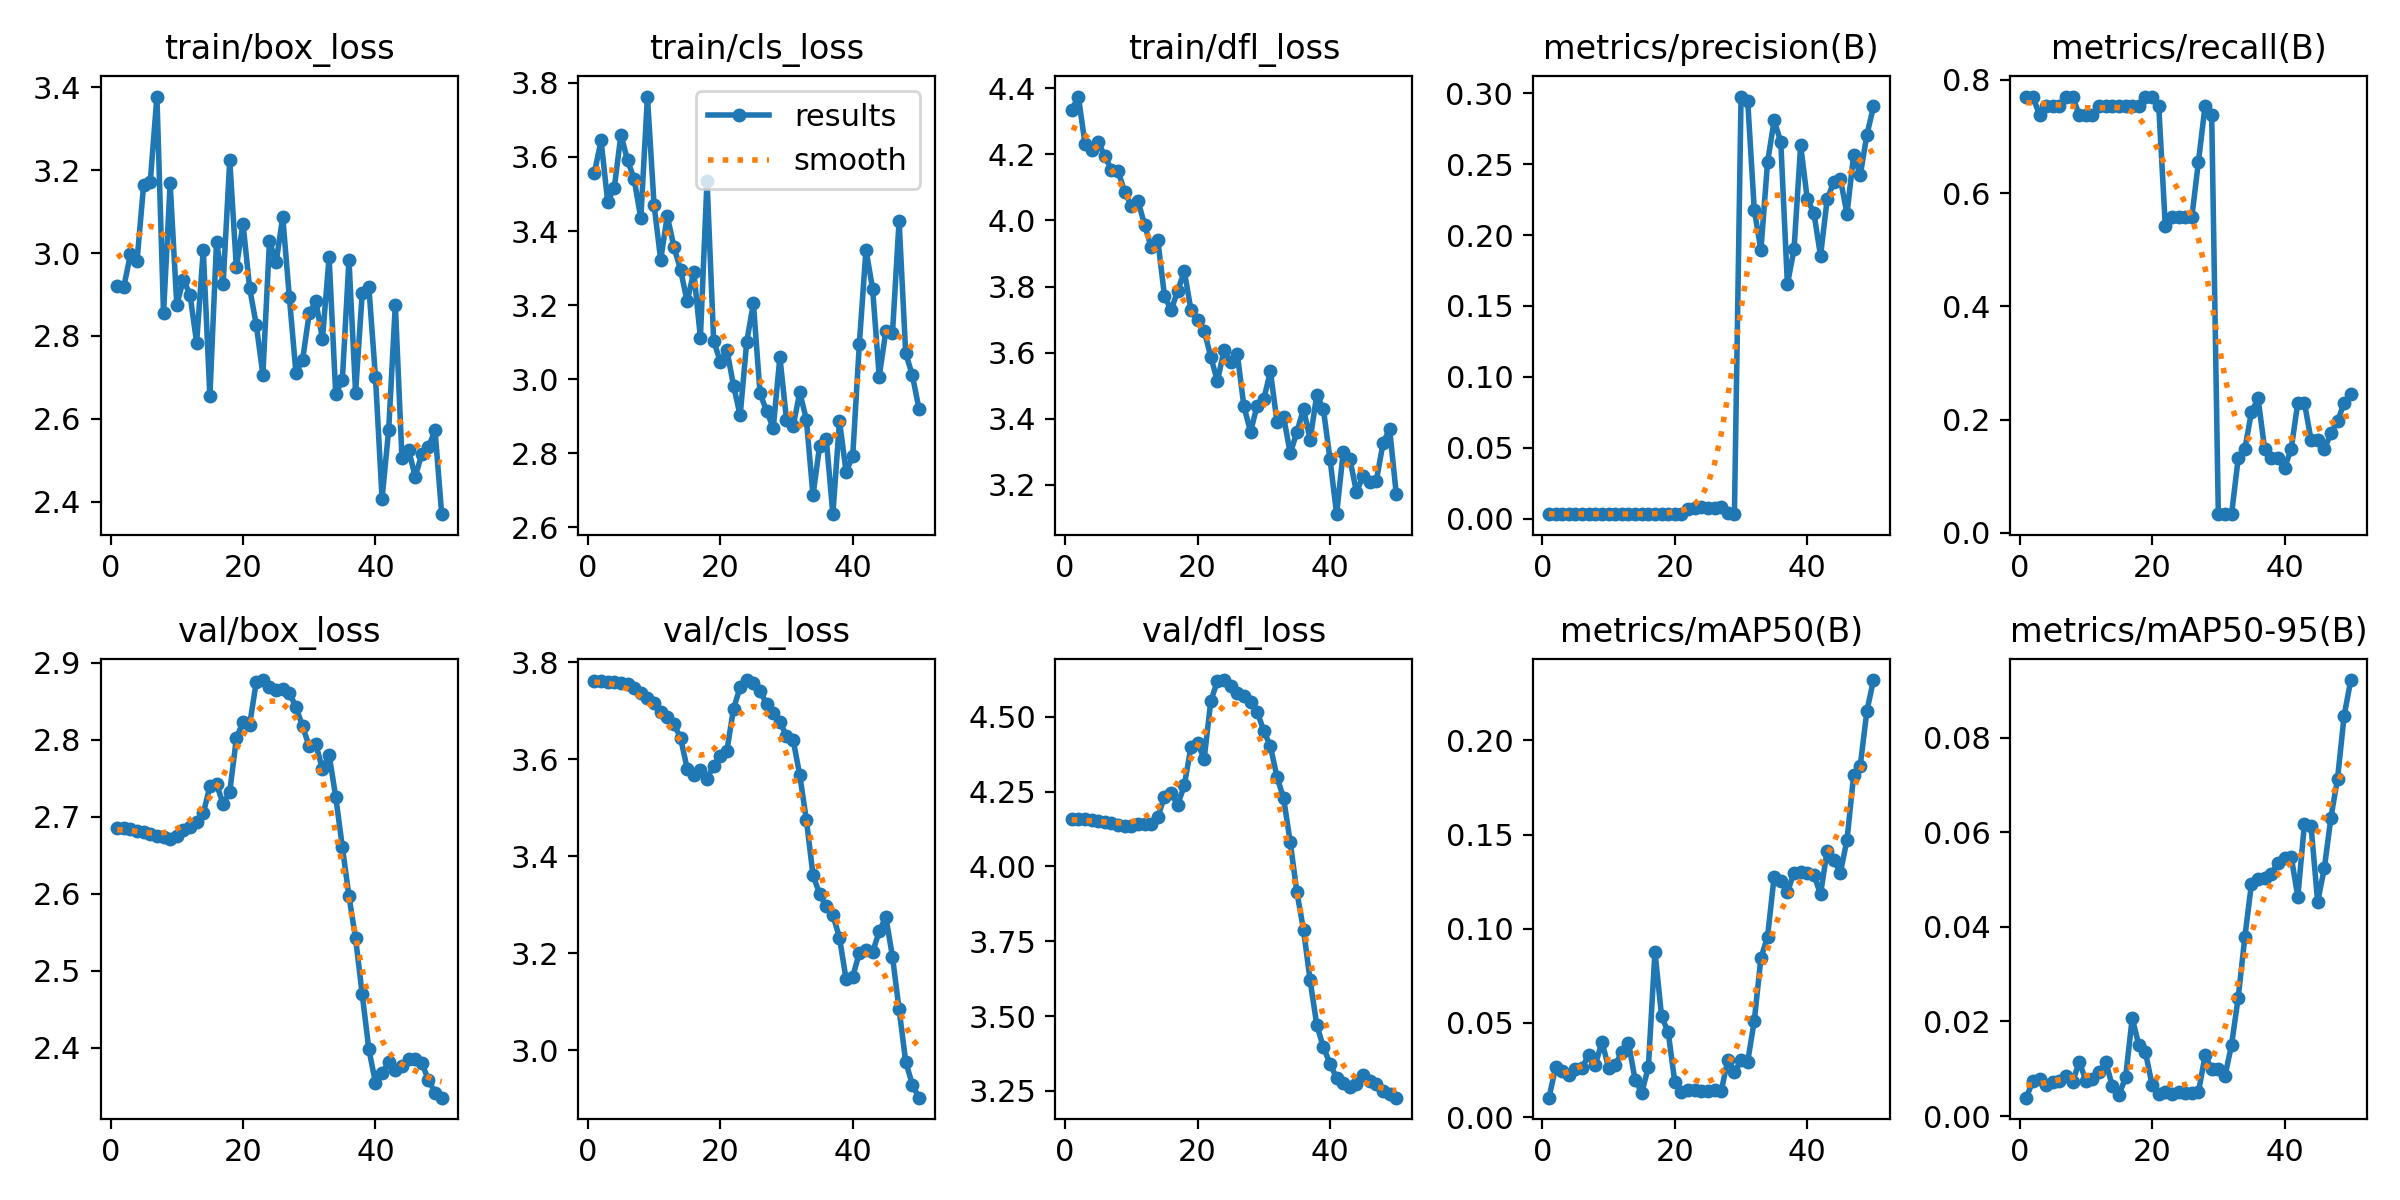 train/box_loss
3.4
3.2
3.0
2.8
2.6
2.4
0 20 40
train/cls_loss
results
smooth
3.8
3.6
3.4
3.2
3.0
2.8
2.6
0 20 40
train/dfl_loss
4.4
4.2
4.0
3.8
3.6
3.4
3.2
0 20 40
metrics/precision(B)
0.30
0.25
0.20
0.15
0.10
0.05
0.00
0 20 40
metrics/recall(B)
0.8
0.6
0.4
0.2
0.0
0 20 40
val/box_loss
2.9
2.8
2.7
2.6
2.5
2.4
0 20 40
val/cls_loss
3.8
3.6
3.4
3.2
3.0
0 20 40
val/dfl_loss
4.50
4.25
4.00
3.75
3.50
3.25
0 20 40
metrics/mAP50(B)
0.20
0.15
0.10
0.05
0.00
0 20 40
metrics/mAP50-95(B)
0.08
0.06
0.04
0.02
0.00
0 20 40